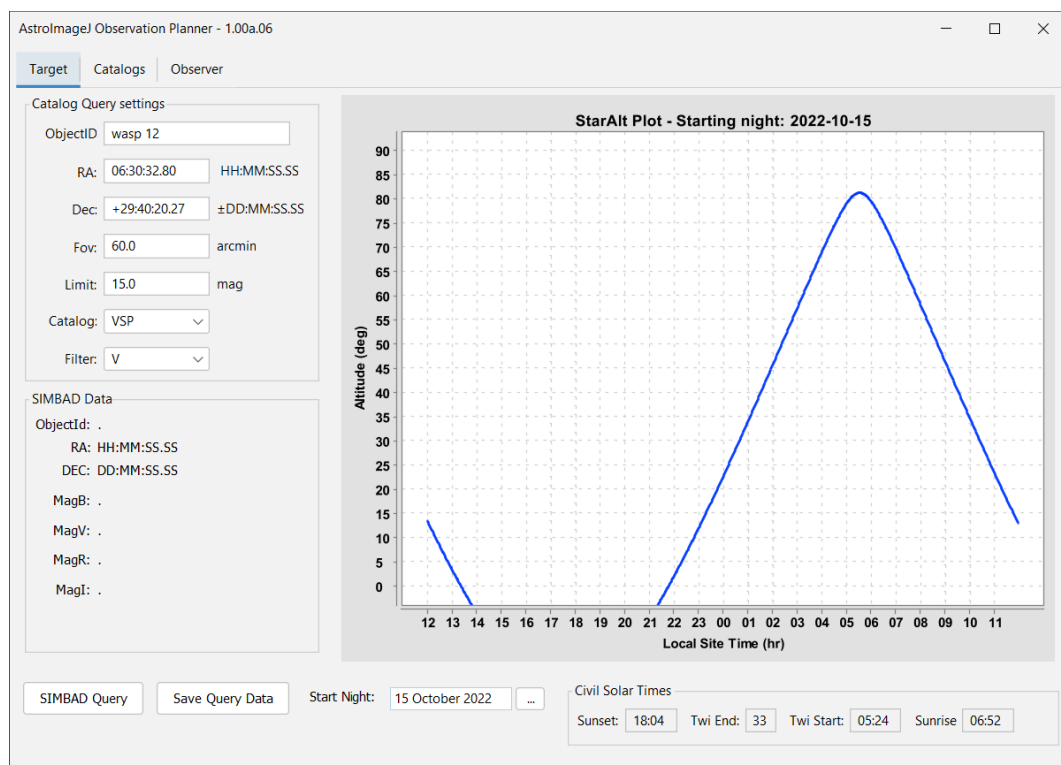 AstroImageJ Observation Planner - 1.00a.06
Target Catalogs Observer
Catalog Query settings
ObjectID wasp 12
RA: 06:30:32.80 HH:MM:SS.SS
Dec: +29:40:20.27 ±DD:MM:SS.SS
Fov: 60.0 arcmin
Limit: 15.0 mag
Catalog: VSP
Filter: V
SIMBAD Data
ObjectId: .
RA: HH:MM:SS.SS
DEC: DD:MM:SS.SS
MagB: .
MagV: .
MagR: .
MagI: .
StarAlt Plot - Starting night: 2022-10-15
Altitude (deg)
90
85
80
75
70
65
60
55
50
45
40
35
30
25
20
15
10
5
0
12 13 14 15 16 17 18 19 20 21 22 23 00 01 02 03 04 05 06 07 08 09 10 11
Local Site Time (hr)
SIMBAD Query Save Query Data Start Night: 15 October 2022 ...
Civil Solar Times
Sunset: 18:04 Twi End: 33 Twi Start: 05:24 Sunrise 06:52